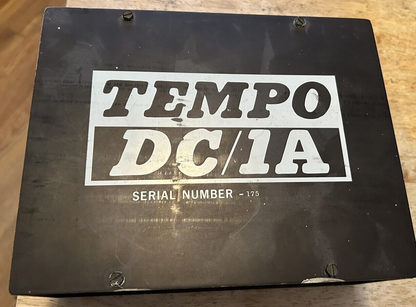 TEMPO
DC/1A
SERIAL NUMBER - 175